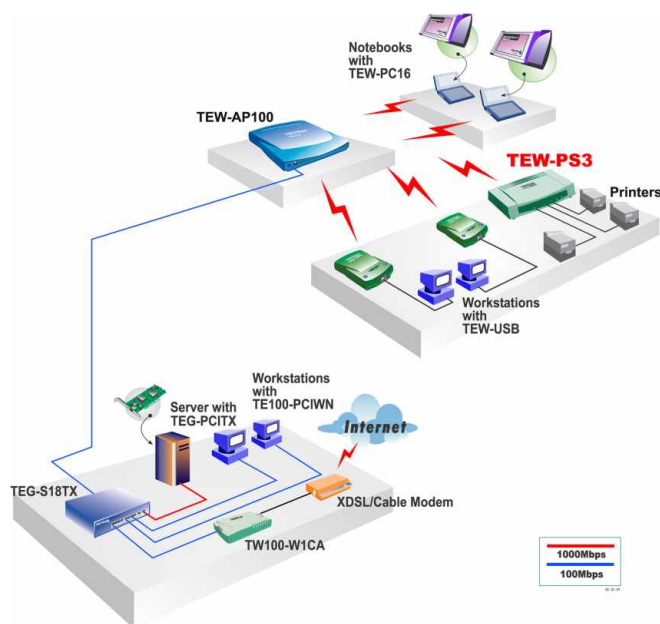 Notebooks
with
TEW-PC16
TEW-AP100
TEW-PS3
Printers
Workstations
with
TEW-USB
Workstations
with
TE100-PCIWN
Server with
TEG-PCITX
Internet
TEG-S18TX
XDSL/Cable Modem
TW100-W1CA
1000Mbps
100Mbps